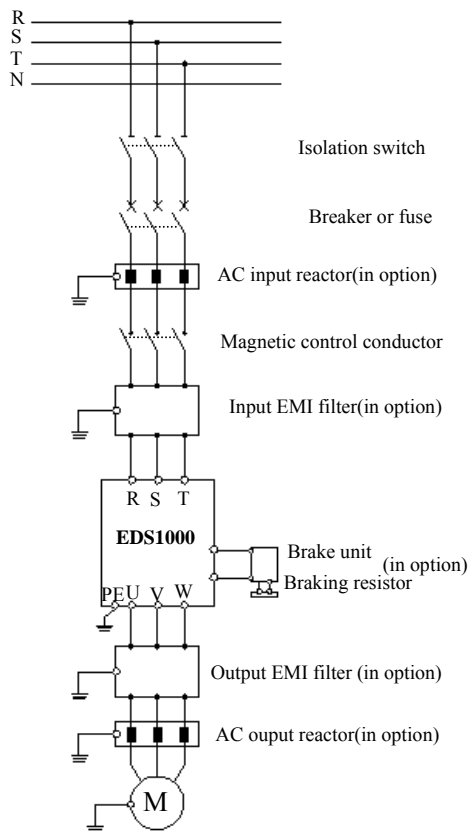 R
S
T
N
Isolation switch
Breaker or fuse
AC input reactor(in option)
Magnetic control conductor
Input EMI filter(in option)
R S T
EDS1000
Brake unit (in option)
Braking resistor
PE U V W
Output EMI filter (in option)
AC ouput reactor(in option)
M